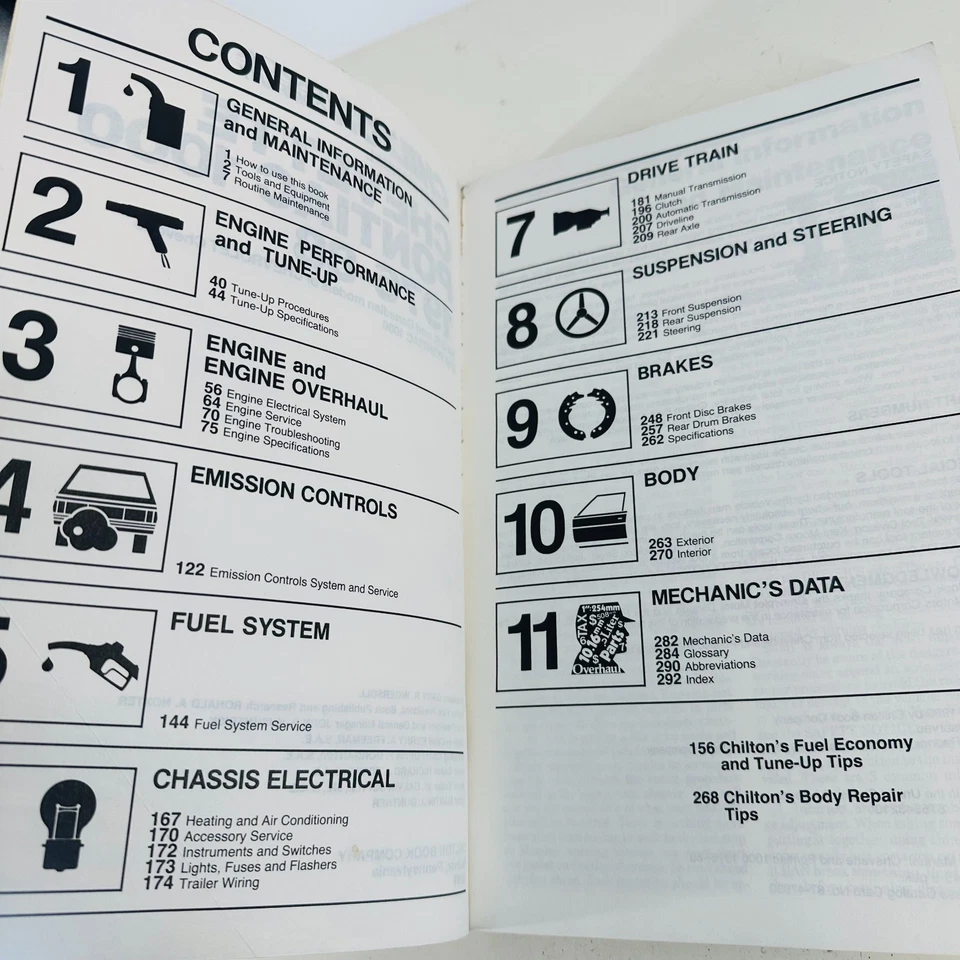 CONTENTS
1
GENERAL INFORMATION
and MAINTENANCE
1 How to use this book
2 Tools and Equipment
7 Routine Maintenance
2
ENGINE PERFORMANCE
and TUNE-UP
40 Tune-Up Procedures
44 Tune-Up Specifications
3
ENGINE and
ENGINE OVERHAUL
56 Engine Electrical System
64 Engine Service
70 Engine Troubleshooting
75 Engine Specifications
4
EMISSION CONTROLS
122 Emission Controls System and Service
5
FUEL SYSTEM
144 Fuel System Service
CHASSIS ELECTRICAL
167 Heating and Air Conditioning
170 Accessory Service
172 Instruments and Switches
173 Lights, Fuses and Flashers
174 Trailer Wiring
7
DRIVE TRAIN
181 Manual Transmission
196 Clutch
200 Automatic Transmission
207 Driveline
209 Rear Axle
8
SUSPENSION and STEERING
213 Front Suspension
218 Rear Suspension
221 Steering
9
BRAKES
248 Front Disc Brakes
257 Rear Drum Brakes
262 Specifications
10
BODY
263 Exterior
270 Interior
11
1"=254mm
TAX
Liter
Parts
Overhaul
MECHANIC'S DATA
282 Mechanic's Data
284 Glossary
290 Abbreviations
292 Index
156 Chilton's Fuel Economy
and Tune-Up Tips
268 Chilton's Body Repair
Tips